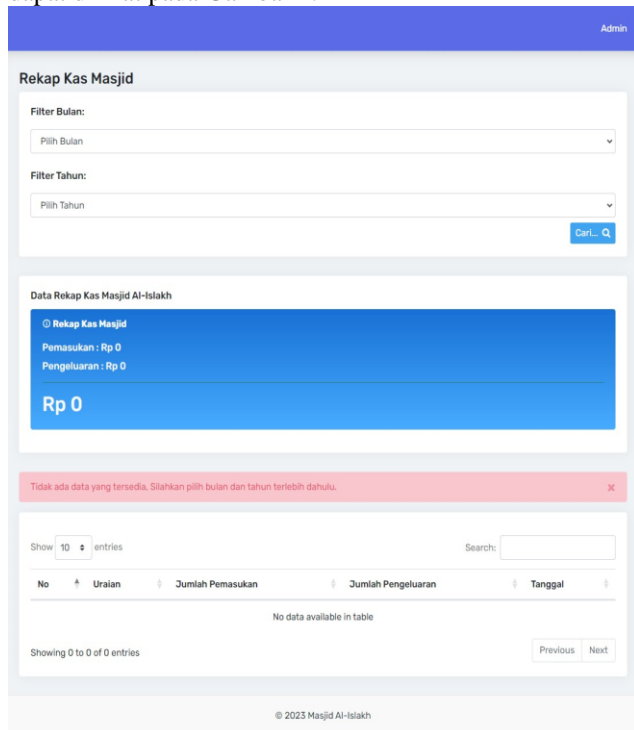 Admin
Rekap Kas Masjid
Filter Bulan:
Pilih Bulan
Filter Tahun:
Pilih Tahun
Cari...
Data Rekap Kas Masjid Al-Islakh
Rekap Kas Masjid
Pemasukan : Rp 0
Pengeluaran : Rp 0
Rp 0
Tidak ada data yang tersedia, Silahkan pilih bulan dan tahun terlebih dahulu.
Show 10 entries Search:
No Uraian Jumlah Pemasukan Jumlah Pengeluaran Tanggal
No data available in table
Showing 0 to 0 of 0 entries Previous Next
© 2023 Masjid Al-Islakh